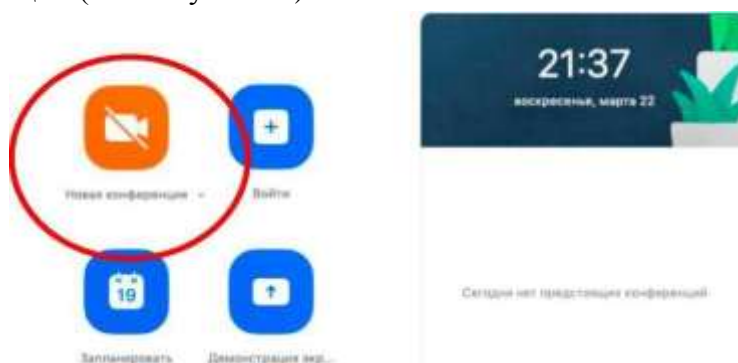 21:37
воскресенье, марта 22
Новая конференция
Войти
19
Запланировать
Демонстрация экр...
Сегодня нет предстоящих конференций